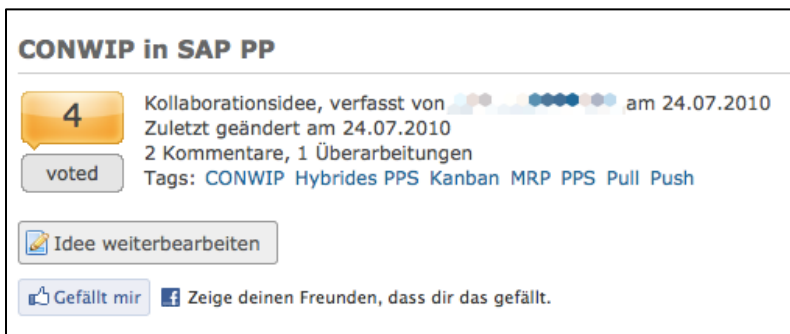 CONWIP in SAP PP
4
voted
Kollaborationsidee, verfasst von am 24.07.2010
Zuletzt geändert am 24.07.2010
2 Kommentare, 1 Überarbeitungen
Tags: CONWIP Hybrides PPS Kanban MRP PPS Pull Push
Idee weiterbearbeiten
Gefällt mir Zeige deinen Freunden, dass dir das gefällt.